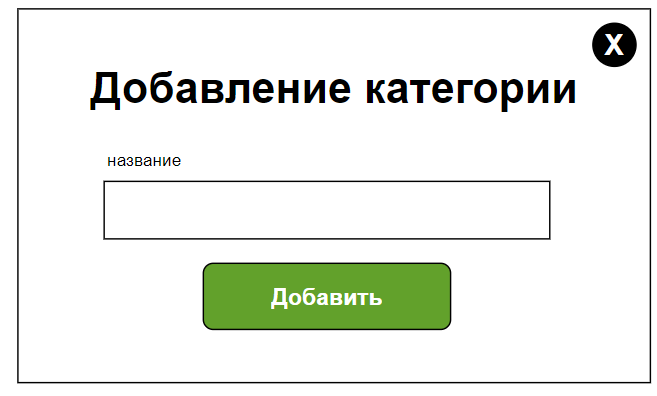 X
Добавление категории
название
Добавить